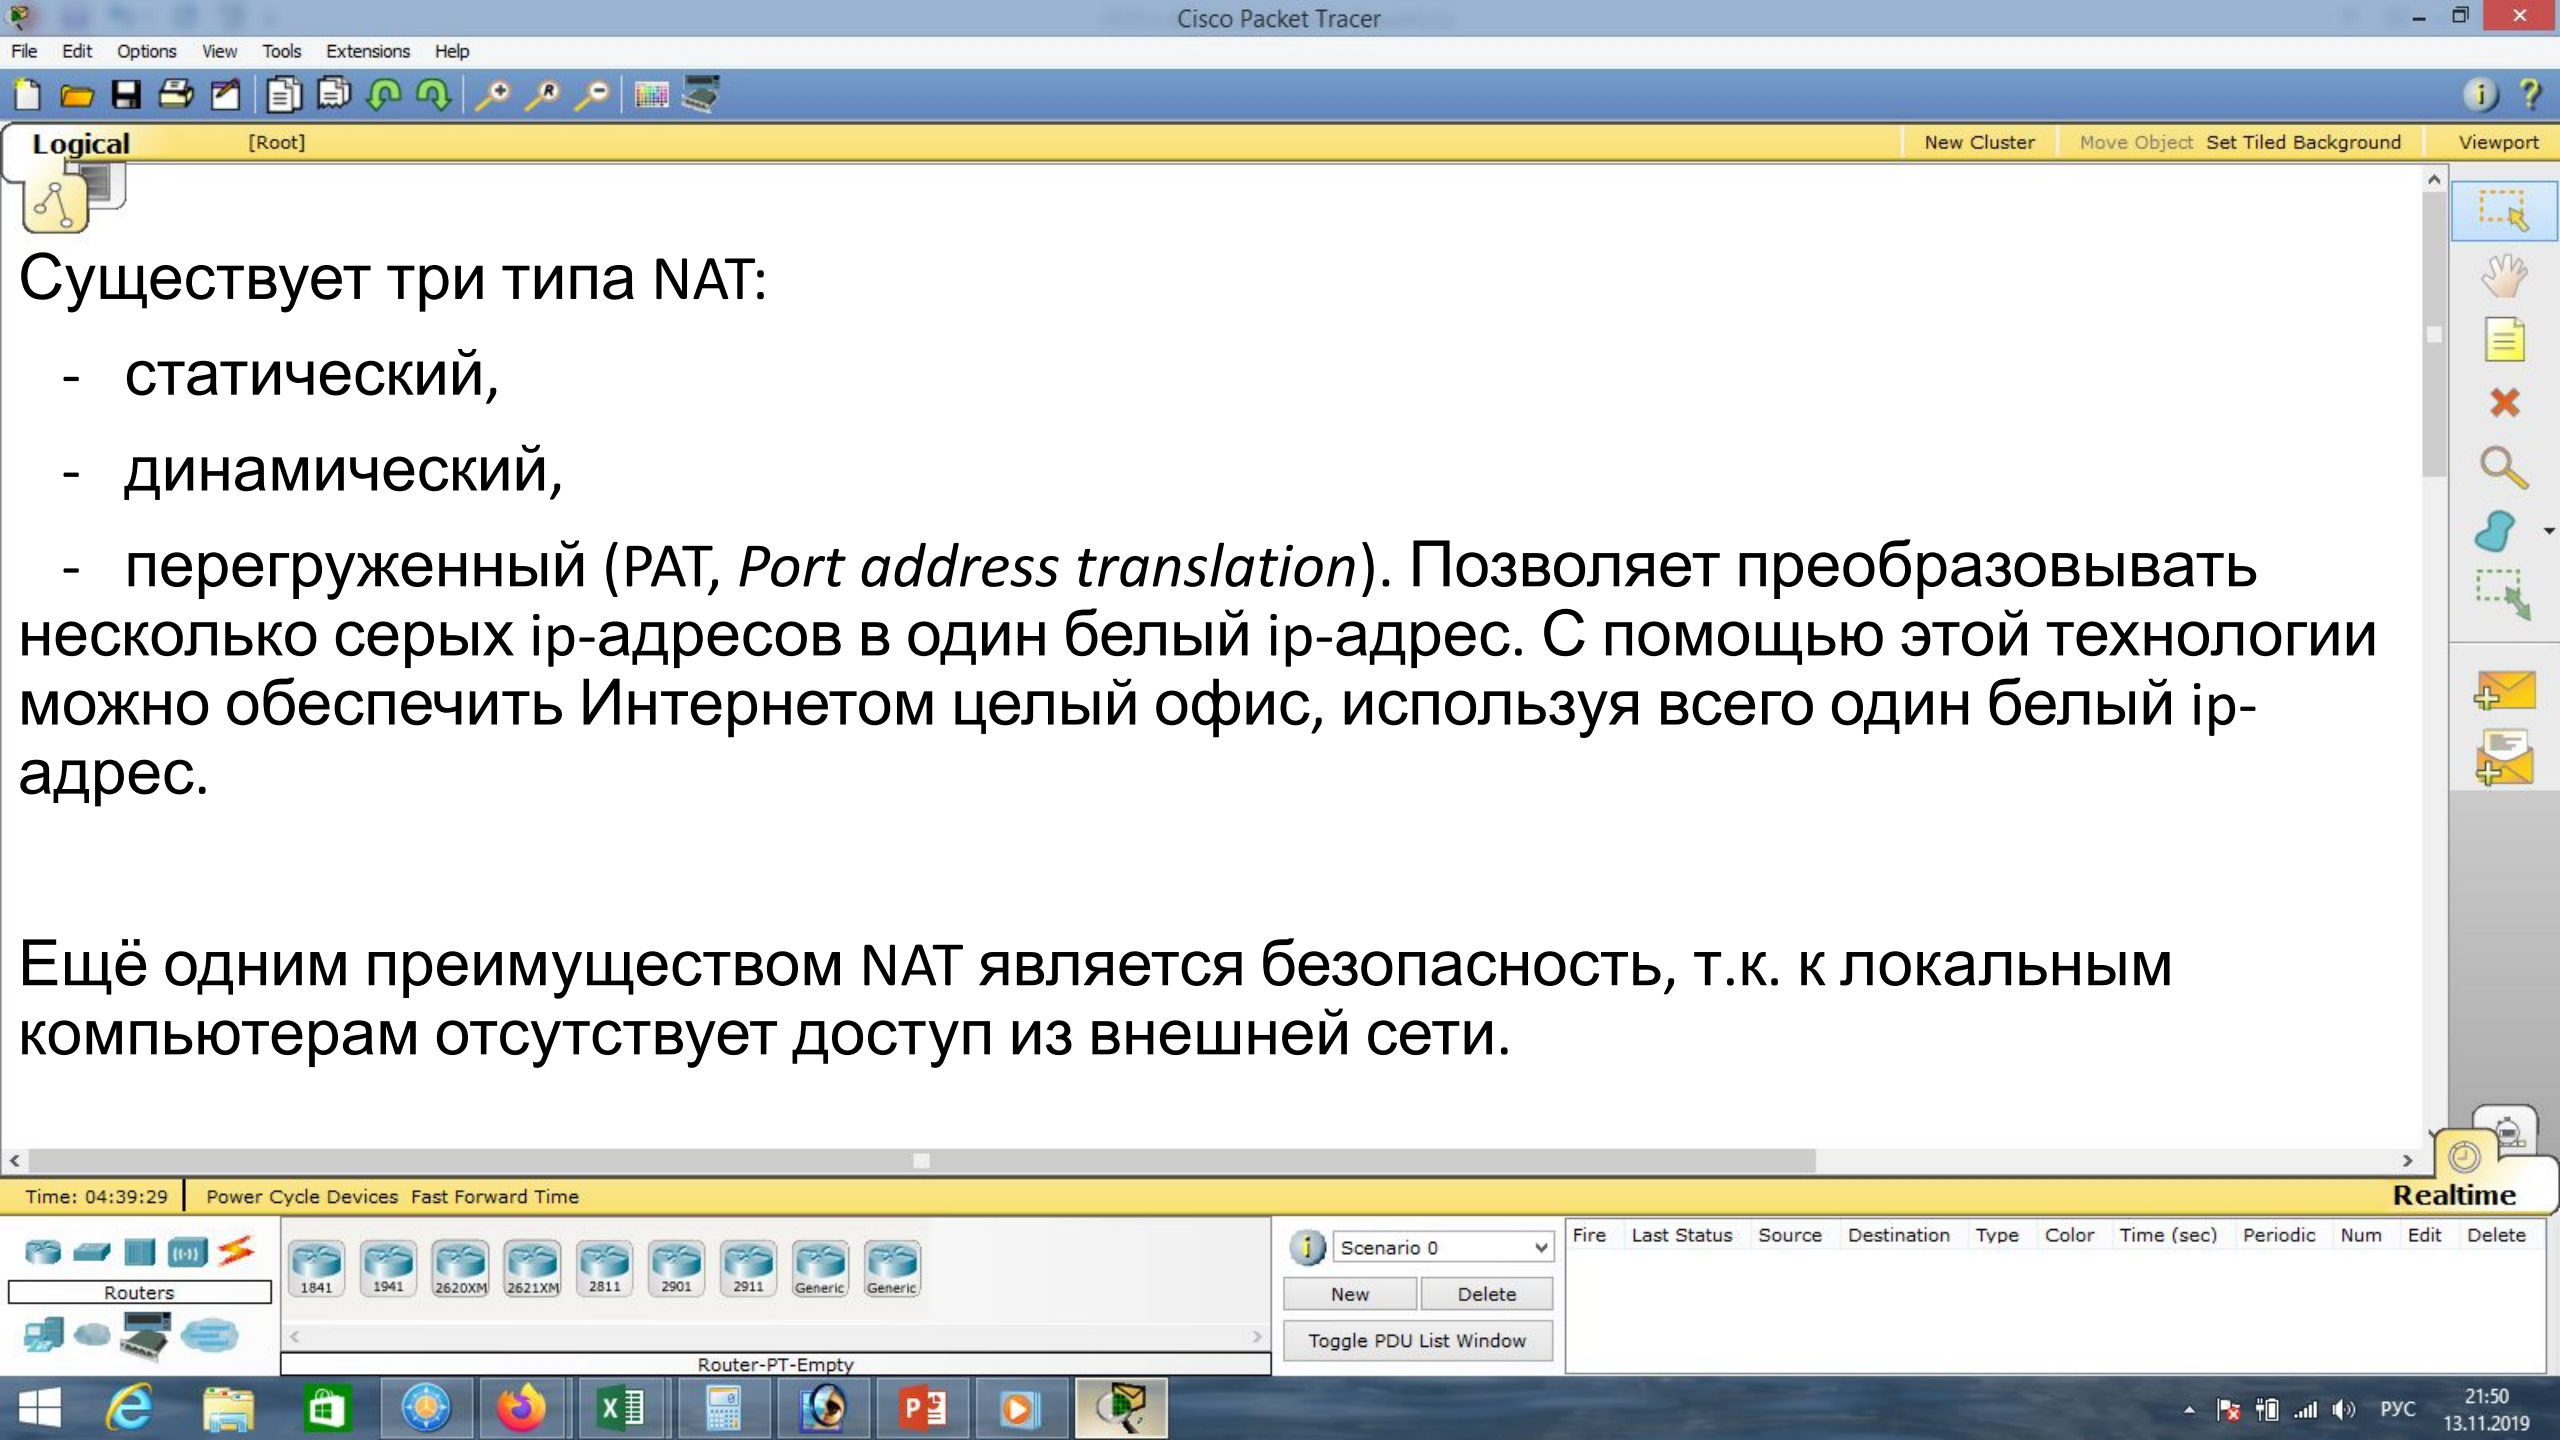 Cisco Packet Tracer
File Edit Options View Tools Extensions Help
Logical [Root] New Cluster Move Object Set Tiled Background Viewport
Существует три типа NAT:
- статический,
- динамический,
- перегруженный (PAT, Port address translation). Позволяет преобразовывать
несколько серых ip-адресов в один белый ip-адрес. С помощью этой технологии
можно обеспечить Интернетом целый офис, используя всего один белый ip-
адрес.
Ещё одним преимуществом NAT является безопасность, т.к. к локальным
компьютерам отсутствует доступ из внешней сети.
Time: 04:39:29 Power Cycle Devices Fast Forward Time Realtime
Routers
1841 1941 2620XM 2621XM 2811 2901 2911 Generic Generic
Router-PT-Empty
Scenario 0
New Delete
Toggle PDU List Window
Fire Last Status Source Destination Type Color Time (sec) Periodic Num Edit Delete
РУС 21:50
13.11.2019